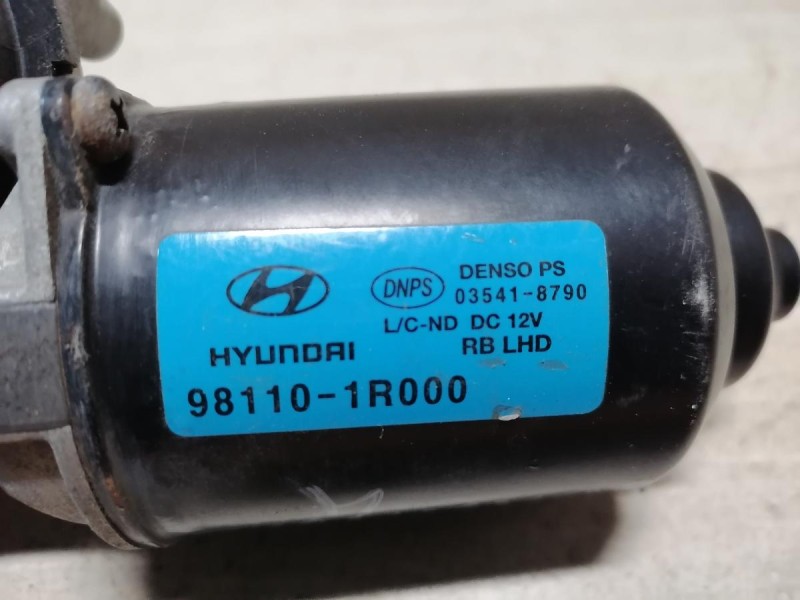 HYUNDAI
DNPS
DENSO PS
03541-8790
L/C-ND DC 12V
RB LHD
98110-1R000